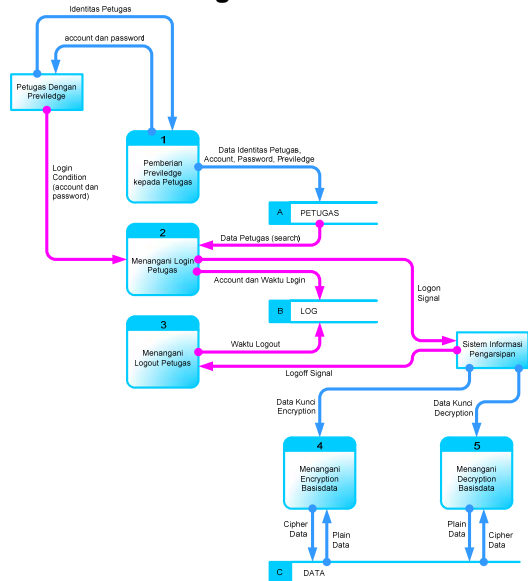 Identitas Petugas
account dan password
Petugas Dengan
Previledge
1
Pemberian
Previledge
kepada Petugas
Data Identitas Petugas,
Account, Password, Previledge
Login
Condition
(account dan
password)
A
PETUGAS
2
Menangani Login
Petugas
Data Petugas (search)
Account dan Waktu Login
Logon
Signal
B
LOG
3
Menangani
Logout Petugas
Waktu Logout
Logoff Signal
Sistem Informasi
Pengarsipan
Data Kunci
Encryption
Data Kunci
Decryption
4
Menangani
Encryption
Basisdata
5
Menangani
Decryption
Basisdata
Cipher
Data
Plain
Data
Plain
Data
Cipher
Data
C
DATA